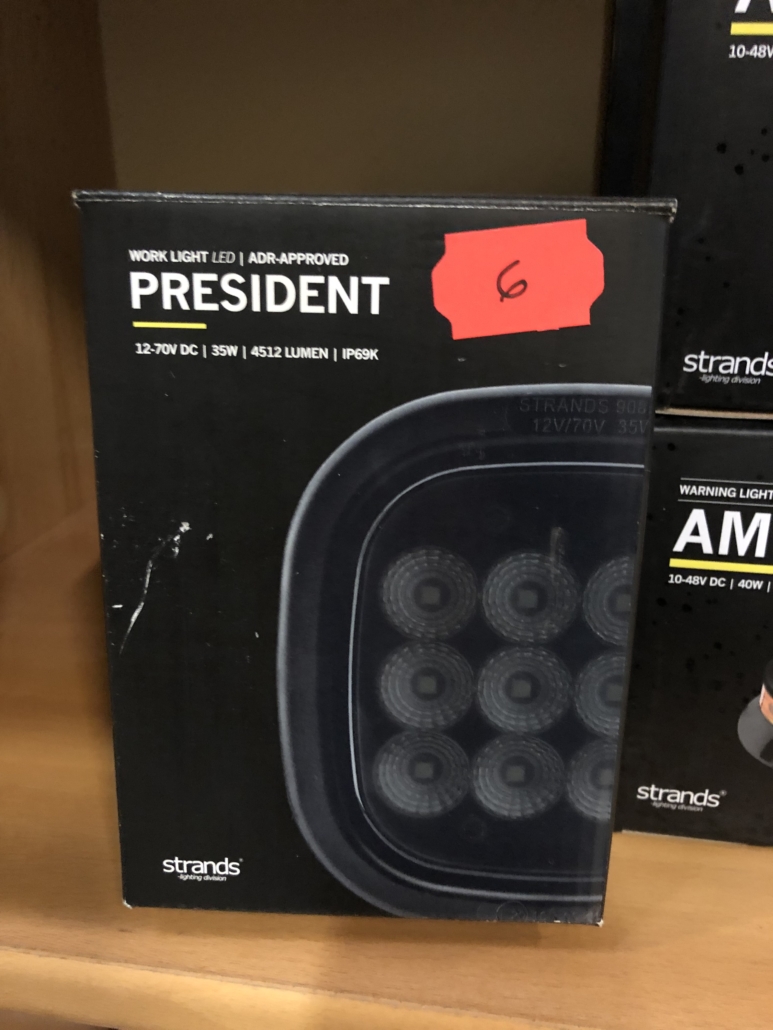 WORK LIGHT LED | ADR-APPROVED
PRESIDENT
12-70V DC | 35W | 4512 LUMEN | IP69K
6
STRANDS
12V/70V 35W
strands®
-lighting division
10-48V
strands
-lighting division
WARNING LIGHT
AM
10-48V DC | 40W |
strands®
-lighting division